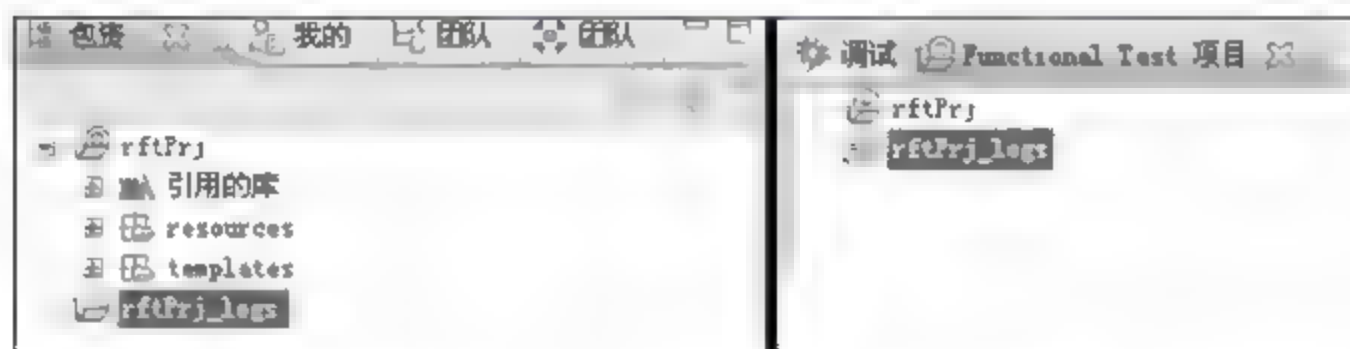 包资 我的 团队 团队
rftPrj
引用的库
resources
templates
rftPrj_logs
调试 Functional Test 项目
rftPrj
rftPrj_logs